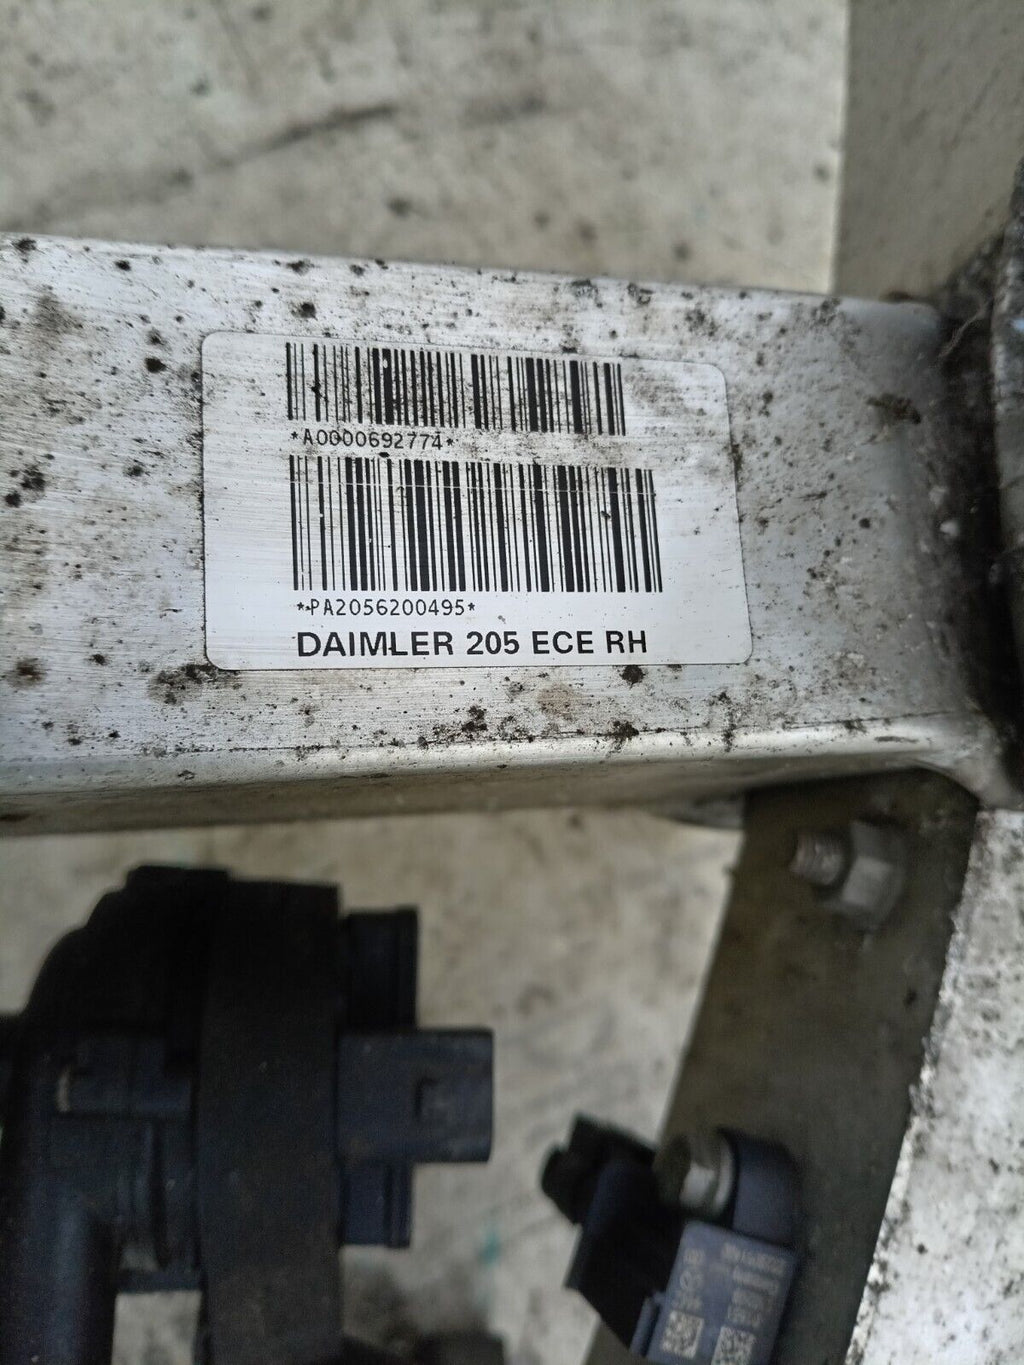 *A0000692774*
*PA2056200495*
DAIMLER 205 ECE RH